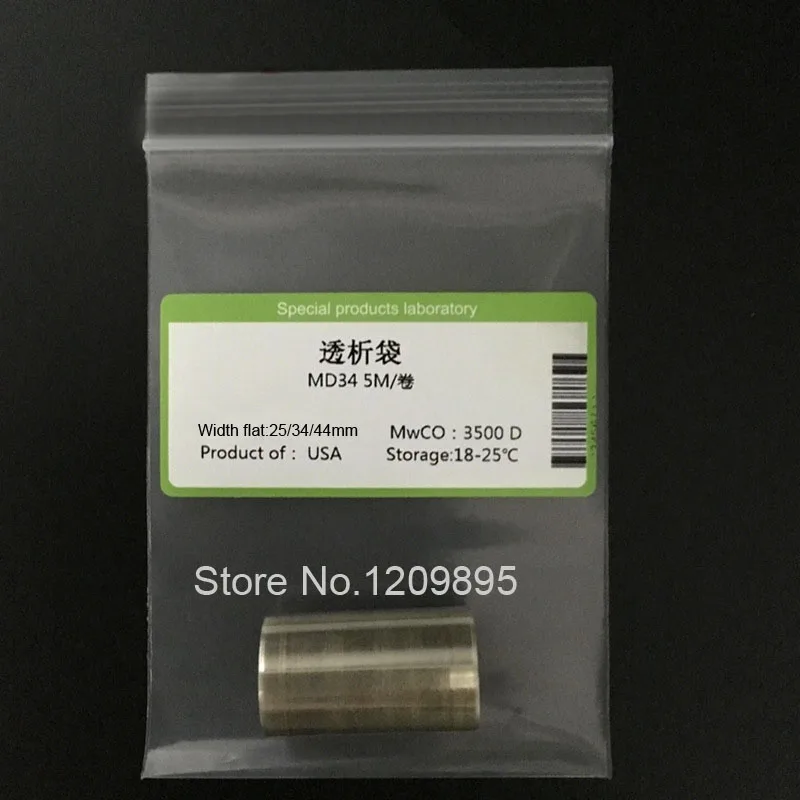 Special products laboratory
透析袋
MD34 5M/卷
Width flat:25/34/44mm MwCO：3500 D
Product of： USA Storage:18-25℃
Store No.1209895